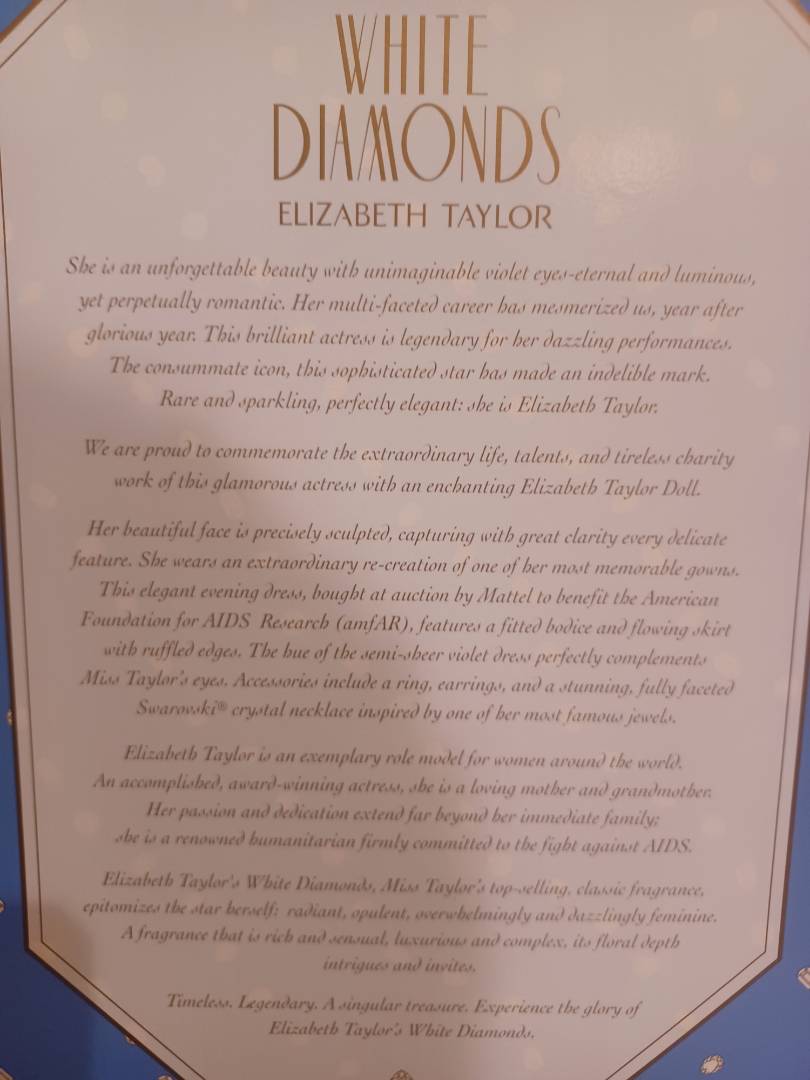 WHITE
DIAMONDS
ELIZABETH TAYLOR
She is an unforgettable beauty with unimaginable violet eyes-eternal and luminous,
yet perpetually romantic. Her multi-faceted career has mesmerized us, year after
glorious year. This brilliant actress is legendary for her dazzling performances.
The consummate icon, this sophisticated star has made an indelible mark.
Rare and sparkling, perfectly elegant: she is Elizabeth Taylor.
We are proud to commemorate the extraordinary life, talents, and tireless charity
work of this glamorous actress with an enchanting Elizabeth Taylor Doll.
Her beautiful face is precisely sculpted, capturing with great clarity every delicate
feature. She wears an extraordinary re-creation of one of her most memorable gowns.
This elegant evening dress, bought at auction by Mattel to benefit the American
Foundation for AIDS Research (amfAR), features a fitted bodice and flowing skirt
with ruffled edges. The hue of the semi-sheer violet dress perfectly complements
Miss Taylor's eyes. Accessories include a ring, earrings, and a stunning, fully faceted
Swarovski® crystal necklace inspired by one of her most famous jewels.
Elizabeth Taylor is an exemplary role model for women around the world.
An accomplished, award-winning actress, she is a loving mother and grandmother.
Her passion and dedication extend far beyond her immediate family;
she is a renowned humanitarian firmly committed to the fight against AIDS.
Elizabeth Taylor's White Diamonds, Miss Taylor's top-selling, classic fragrance,
epitomizes the star herself: radiant, opulent, overwhelmingly and dazzlingly feminine.
A fragrance that is rich and sensual, luxurious and complex, its floral depth
intrigues and invites.
Timeless. Legendary. A singular treasure. Experience the glory of
Elizabeth Taylor's White Diamonds.